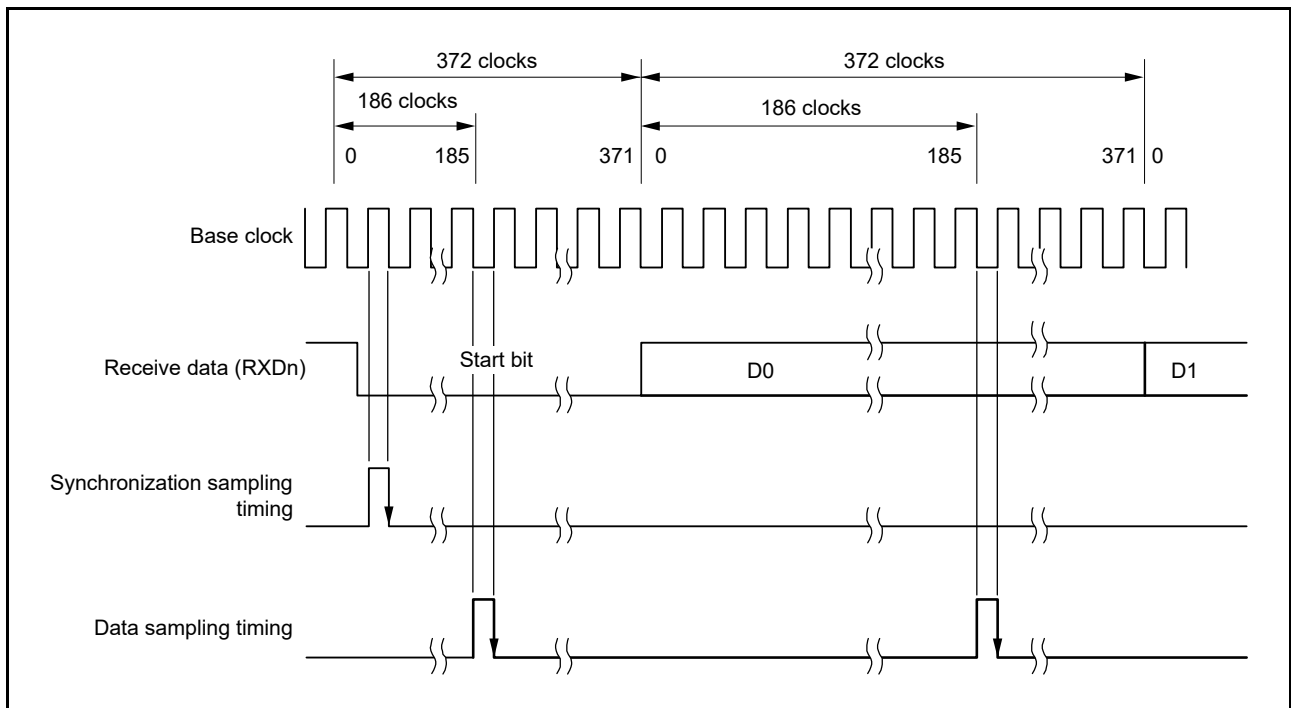 372 clocks 372 clocks
186 clocks 186 clocks
0 185 371 0 185 371 0
Base clock
Receive data (RXDn) Start bit D0 D1
Synchronization sampling
timing
Data sampling timing